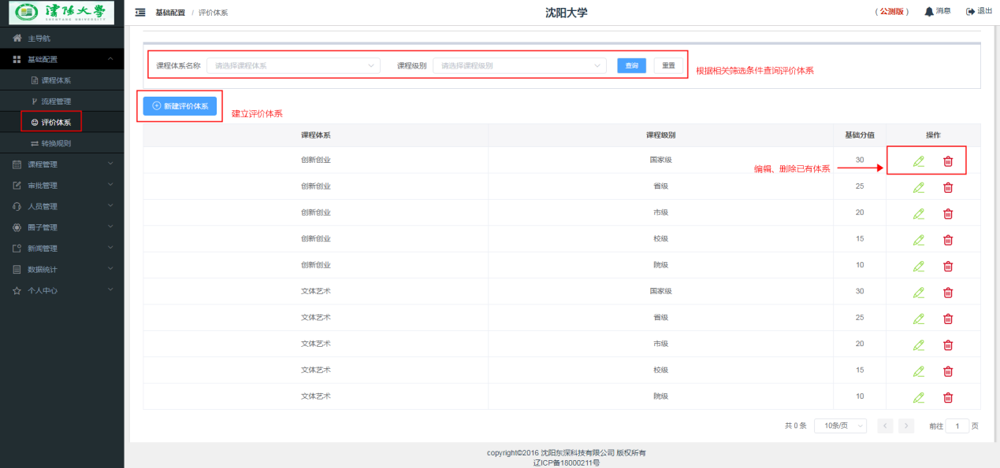 沈阳大学
SHENYANG UNIVERSITY
基础配置 / 评价体系
沈阳大学
(公测版)
消息
退出
主导航
基础配置
课程体系
流程管理
评价体系
转换规则
课程管理
审批管理
人员管理
圈子管理
新闻管理
数据统计
个人中心
课程体系名称 请选择课程体系 课程级别 请选择课程级别 查询 重置
根据相关筛选条件查询评价体系
新建评价体系
建立评价体系
课程体系 课程级别 基础分值 操作
创新创业 国家级 30
编辑、删除已有体系
创新创业 省级 25
创新创业 市级 20
创新创业 校级 15
创新创业 院级 10
文体艺术 国家级 30
文体艺术 省级 25
文体艺术 市级 20
文体艺术 校级 15
文体艺术 院级 10
共 0 条 10条/页 前往 1 页
copyright©2016 沈阳东深科技有限公司 版权所有
辽ICP备18000211号